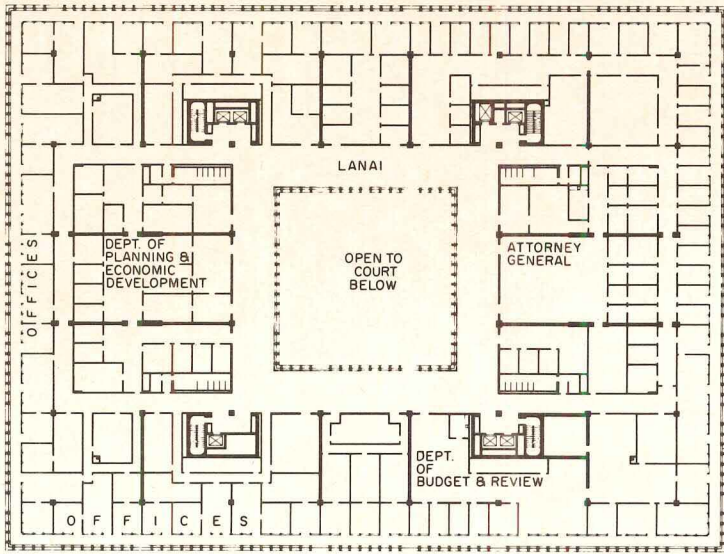 LANAI
OFFICES
DEPT. OF
PLANNING &
ECONOMIC
DEVELOPMENT
OPEN TO
COURT
BELOW
ATTORNEY
GENERAL
DEPT.
OF
BUDGET & REVIEW
OFFICES